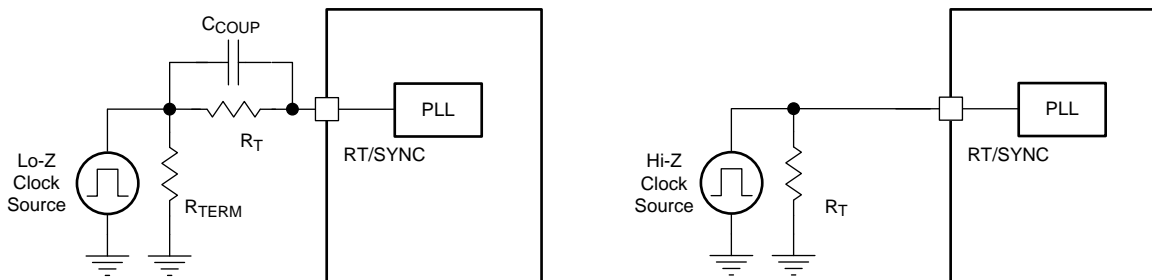 CCOUP
PLL
RT
RT/SYNC
Lo-Z
Clock
Source
RTERM
PLL
RT/SYNC
Hi-Z
Clock
Source
RT